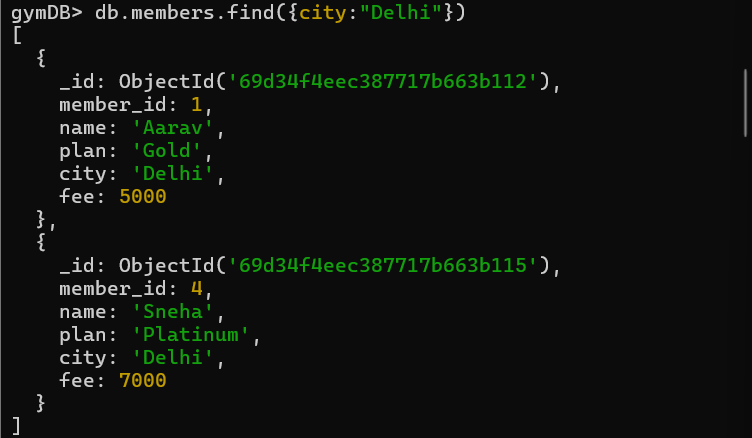 gymDB> db.members.find({city:"Delhi"})
[
  {
    _id: ObjectId('69d34f4eec387717b663b112'),
    member_id: 1,
    name: 'Aarav',
    plan: 'Gold',
    city: 'Delhi',
    fee: 5000
  },
  {
    _id: ObjectId('69d34f4eec387717b663b115'),
    member_id: 4,
    name: 'Sneha',
    plan: 'Platinum',
    city: 'Delhi',
    fee: 7000
  }
]